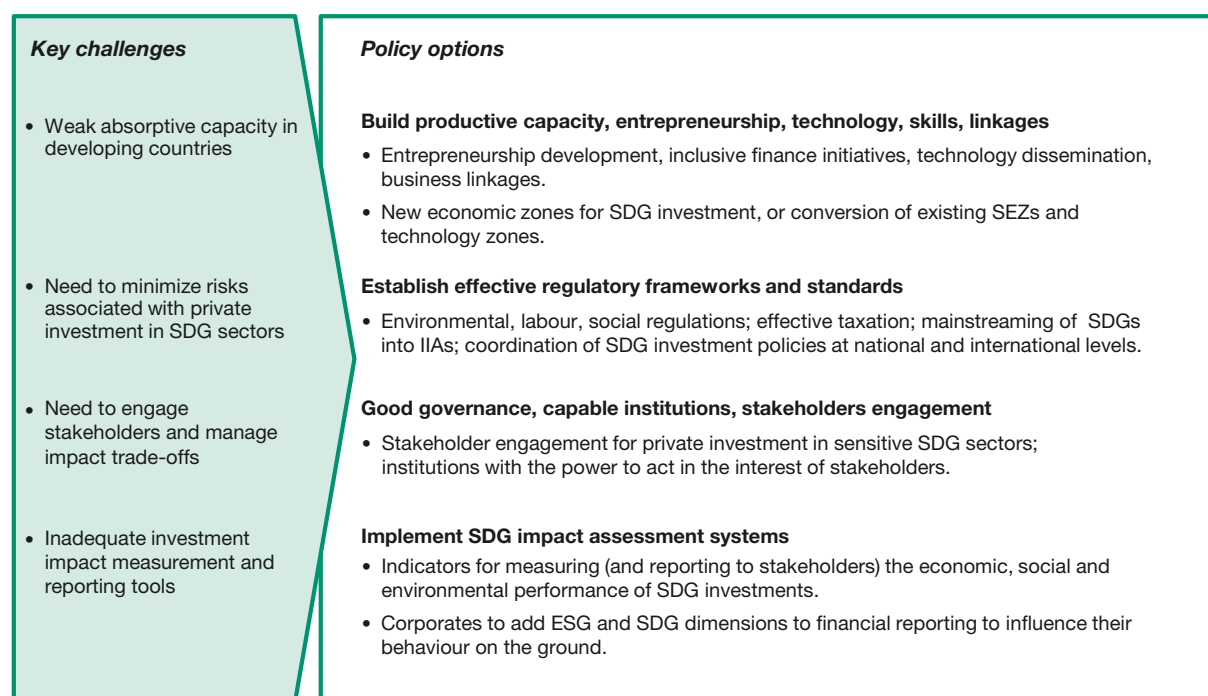 Key challenges
• Weak absorptive capacity in
developing countries
• Need to minimize risks
associated with private
investment in SDG sectors
• Need to engage
stakeholders and manage
impact trade-offs
• Inadequate investment
impact measurement and
reporting tools
Policy options
Build productive capacity, entrepreneurship, technology, skills, linkages
• Entrepreneurship development, inclusive finance initiatives, technology dissemination,
business linkages.
• New economic zones for SDG investment, or conversion of existing SEZs and
technology zones.
Establish effective regulatory frameworks and standards
• Environmental, labour, social regulations; effective taxation; mainstreaming of SDGs
into IIAs; coordination of SDG investment policies at national and international levels.
Good governance, capable institutions, stakeholders engagement
• Stakeholder engagement for private investment in sensitive SDG sectors;
institutions with the power to act in the interest of stakeholders.
Implement SDG impact assessment systems
• Indicators for measuring (and reporting to stakeholders) the economic, social and
environmental performance of SDG investments.
• Corporates to add ESG and SDG dimensions to financial reporting to influence their
behaviour on the ground.